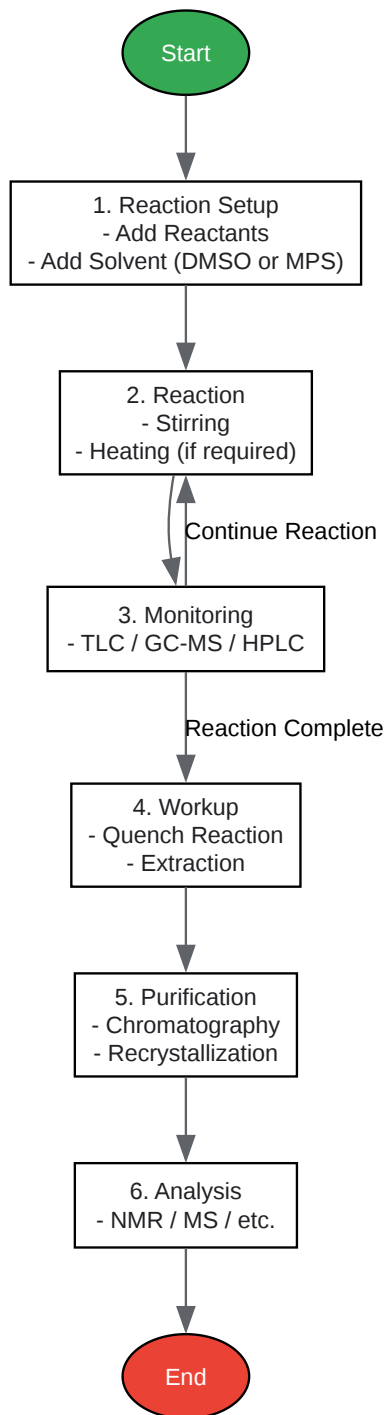 Start
1. Reaction Setup
- Add Reactants
- Add Solvent (DMSO or MPS)
2. Reaction
- Stirring
- Heating (if required)
Continue Reaction
3. Monitoring
- TLC / GC-MS / HPLC
Reaction Complete
4. Workup
- Quench Reaction
- Extraction
5. Purification
- Chromatography
- Recrystallization
6. Analysis
- NMR / MS / etc.
End